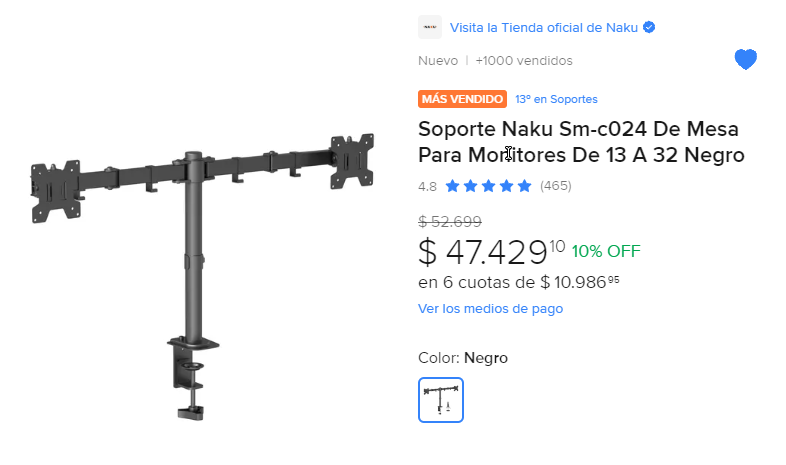 NAKU
Visita la Tienda oficial de Naku
Nuevo | +1000 vendidos
MÁS VENDIDO 13º en Soportes
Soporte Naku Sm-c024 De Mesa
Para Monitores De 13 A 32 Negro
4.8 (465)
$ 52.699
$ 47.429 10 10% OFF
en 6 cuotas de $ 10.986 95
Ver los medios de pago
Color: Negro